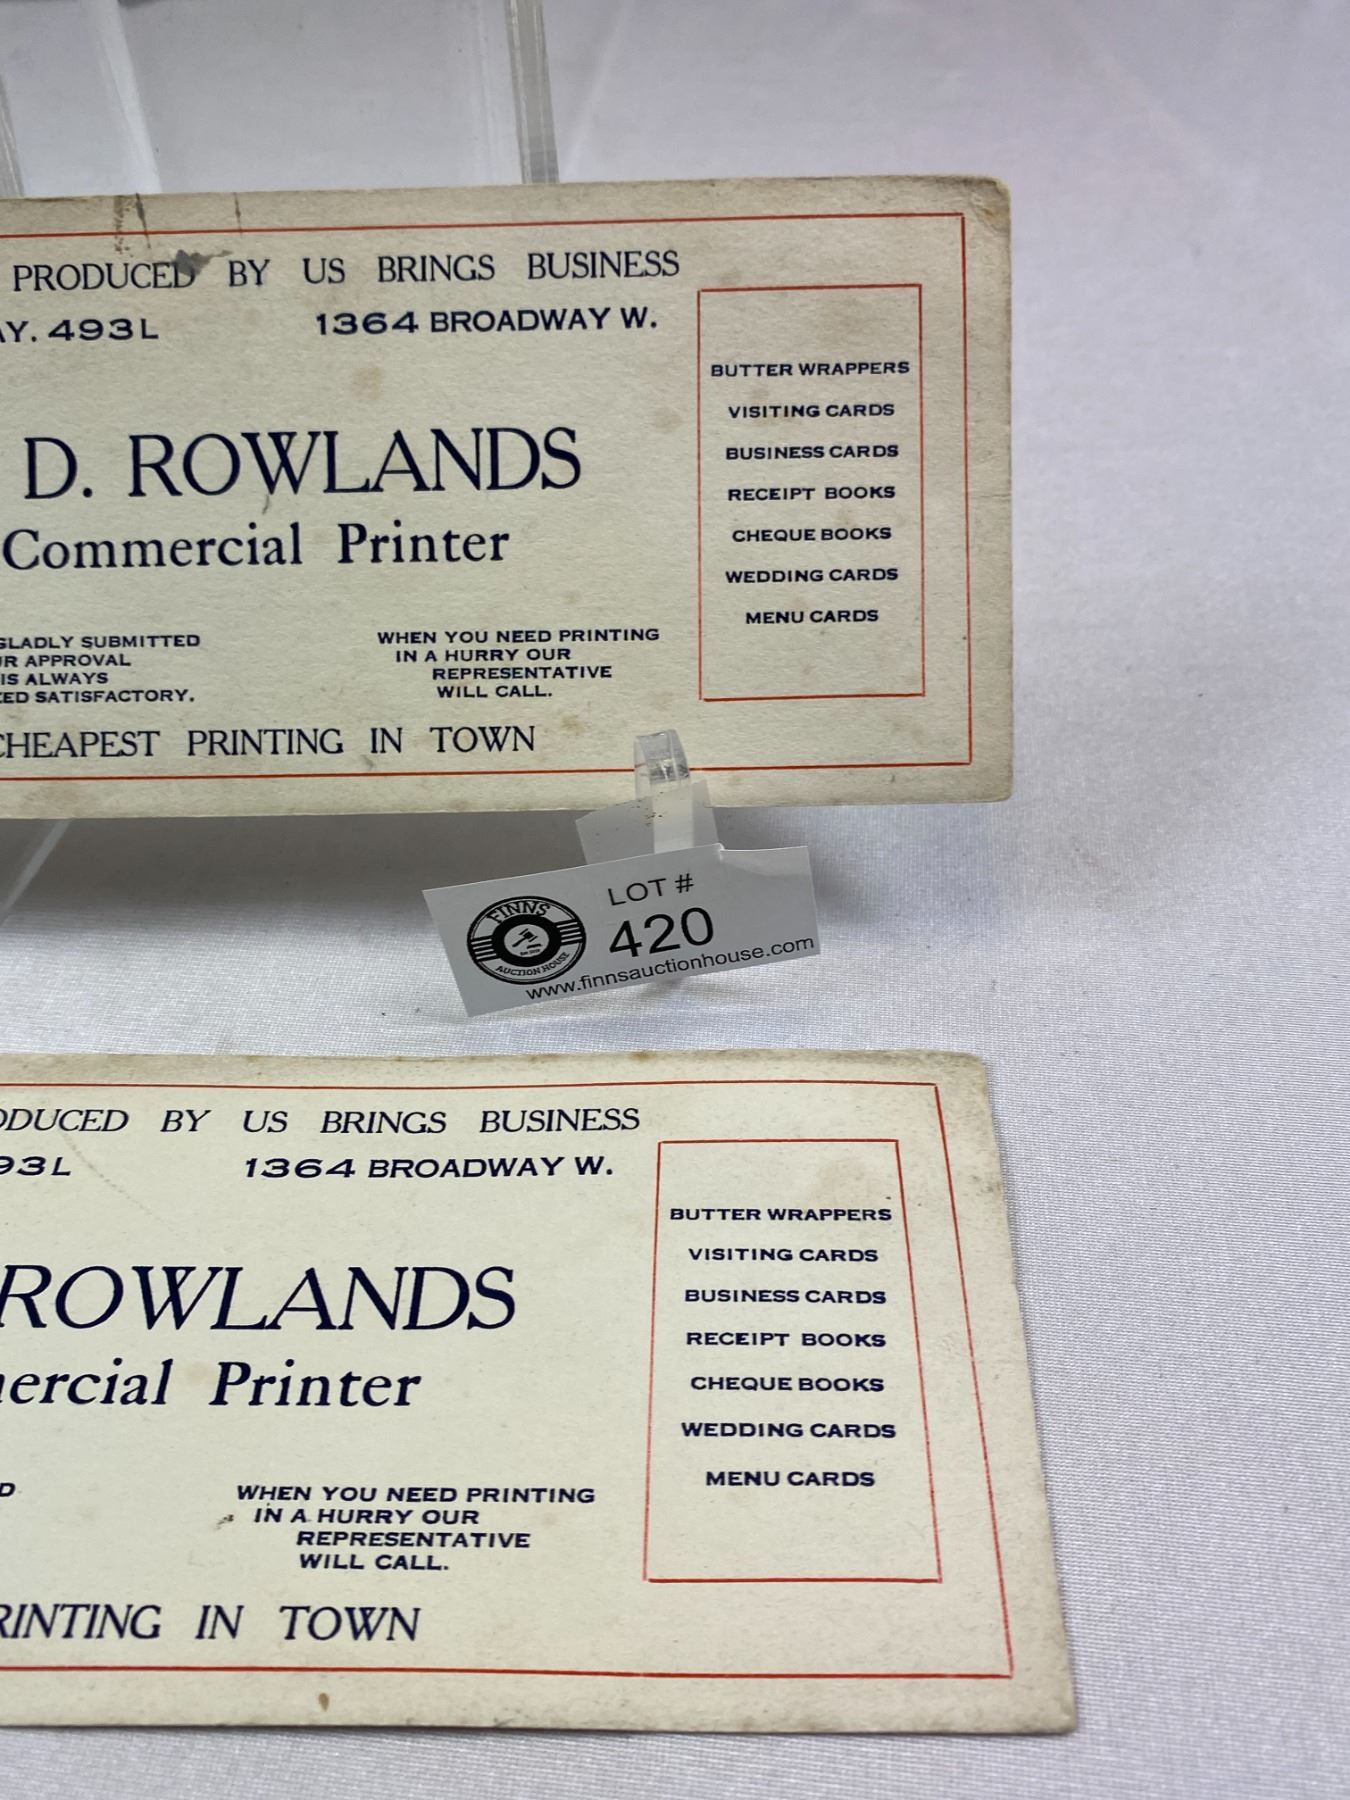 PRODUCED BY US BRINGS BUSINESS
AY. 493L 1364 BROADWAY W.
D. ROWLANDS
Commercial Printer
GLADLY SUBMITTED
R APPROVAL
IS ALWAYS
ED SATISFACTORY.
WHEN YOU NEED PRINTING
IN A HURRY OUR
REPRESENTATIVE
WILL CALL.
CHEAPEST PRINTING IN TOWN
BUTTER WRAPPERS
VISITING CARDS
BUSINESS CARDS
RECEIPT BOOKS
CHEQUE BOOKS
WEDDING CARDS
MENU CARDS
FINNS
AUCTION HOUSE
LOT #
420
www.finnsauctionhouse.com
ODUCED BY US BRINGS BUSINESS
93L 1364 BROADWAY W.
ROWLANDS
ercial Printer
D
WHEN YOU NEED PRINTING
IN A HURRY OUR
REPRESENTATIVE
WILL CALL.
RINTING IN TOWN
BUTTER WRAPPERS
VISITING CARDS
BUSINESS CARDS
RECEIPT BOOKS
CHEQUE BOOKS
WEDDING CARDS
MENU CARDS